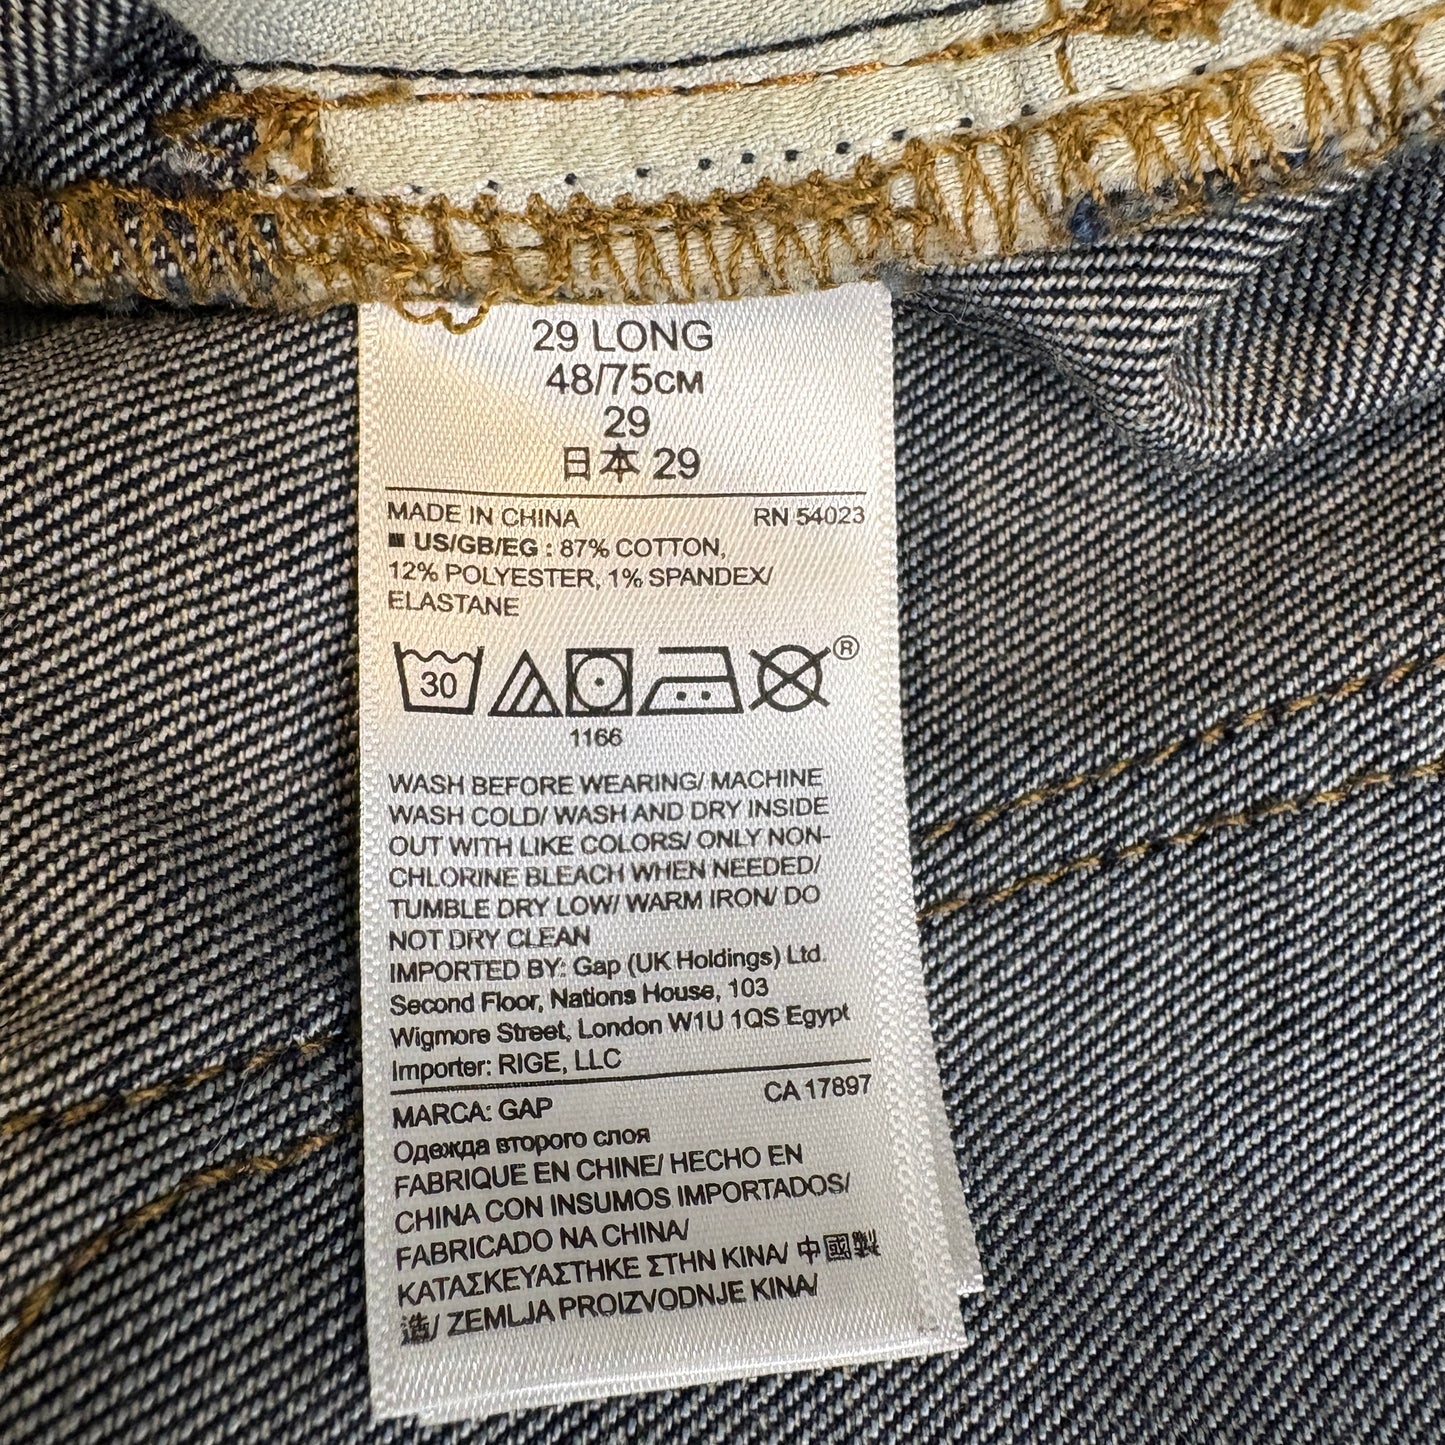 29 LONG
48/75CM
29
日本 29
MADE IN CHINA RN 54023
US/GB/EG : 87% COTTON,
12% POLYESTER, 1% SPANDEX/
ELASTANE
30 ®
1166
WASH BEFORE WEARING/ MACHINE
WASH COLD/ WASH AND DRY INSIDE
OUT WITH LIKE COLORS/ ONLY NON-
CHLORINE BLEACH WHEN NEEDED/
TUMBLE DRY LOW/ WARM IRON/ DO
NOT DRY CLEAN
IMPORTED BY: Gap (UK Holdings) Ltd.
Second Floor, Nations House, 103
Wigmore Street, London W1U 1QS Egypt
Importer: RIGE, LLC
MARCA: GAP CA 17897
Одежда второго слоя
FABRIQUE EN CHINE/ HECHO EN
CHINA CON INSUMOS IMPORTADOS/
FABRICADO NA CHINA/
ΚΑΤΑΣΚΕΥΑΣΤΗΚΕ ΣΤΗΝ ΚΙΝΑ/ 中國製
造/ ZEMLJA PROIZVODNJE KINA/